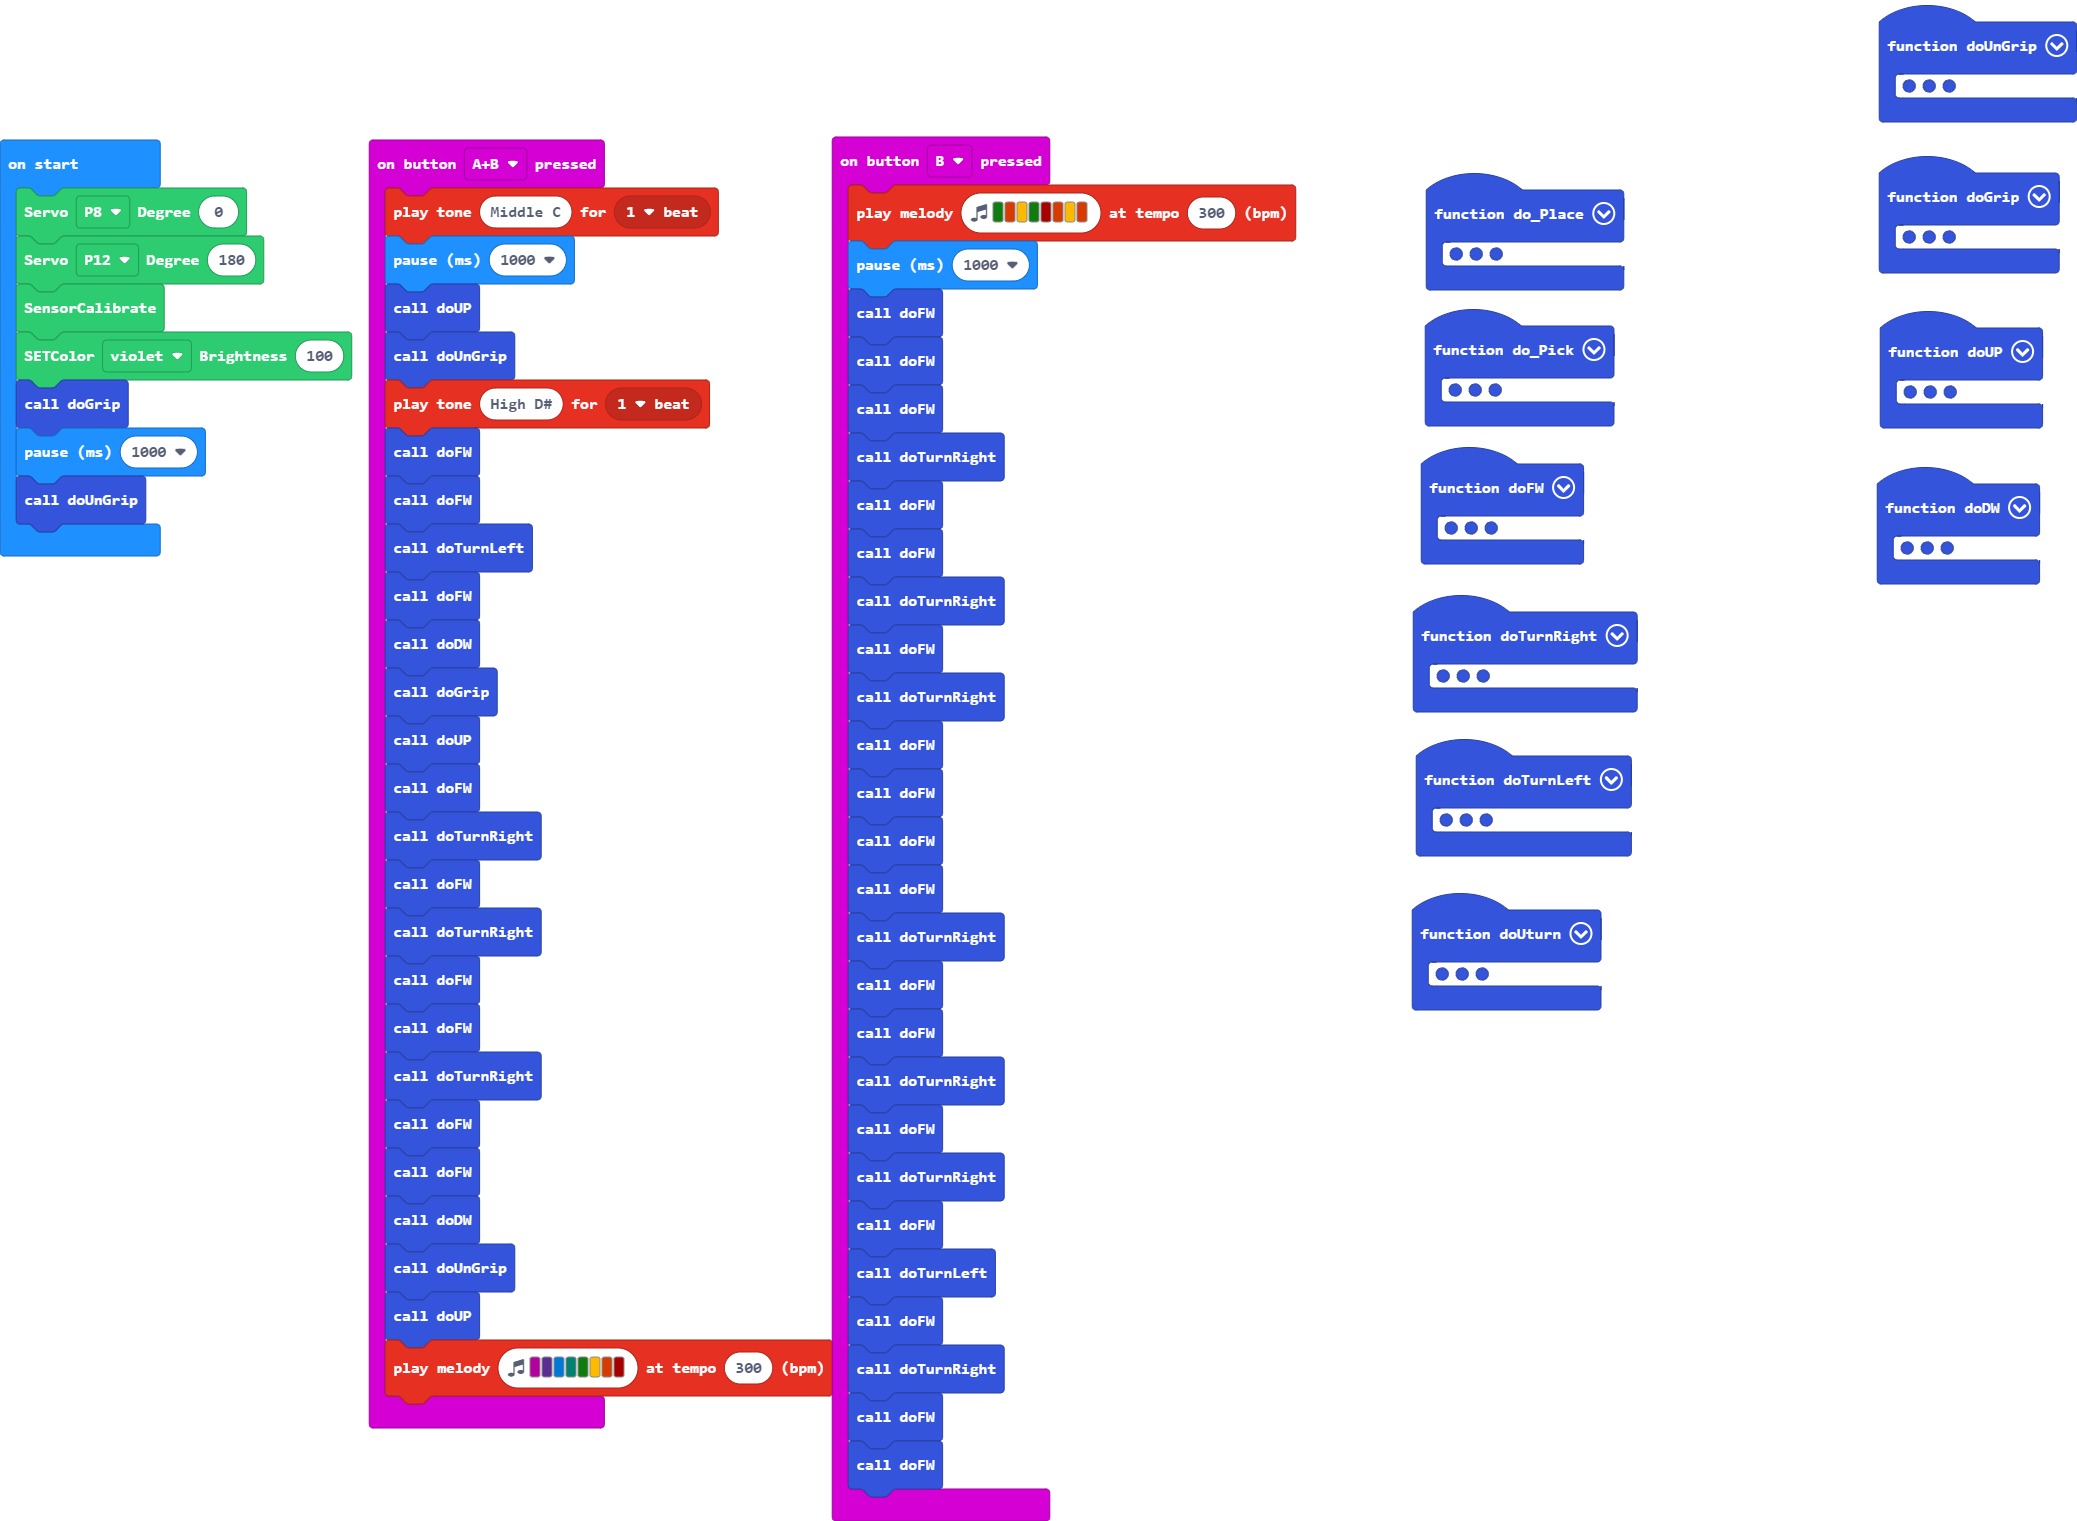 on start
Servo P8 Degree 0
Servo P12 Degree 180
SensorCalibrate
SETColor violet Brightness 100
call doGrip
pause (ms) 1000
call doUnGrip
on button A+B pressed
play tone Middle C for 1 beat
pause (ms) 1000
call doUP
call doUnGrip
play tone High D# for 1 beat
call doFW
call doFW
call doTurnLeft
call doFW
call doDW
call doGrip
call doUP
call doFW
call doTurnRight
call doFW
call doTurnRight
call doFW
call doFW
call doTurnRight
call doFW
call doFW
call doDW
call doUnGrip
call doUP
play melody at tempo 300 (bpm)
on button B pressed
play melody at tempo 300 (bpm)
pause (ms) 1000
call doFW
call doFW
call doFW
call doTurnRight
call doFW
call doFW
call doTurnRight
call doFW
call doTurnRight
call doFW
call doFW
call doFW
call doFW
call doTurnRight
call doFW
call doFW
call doTurnRight
call doFW
call doTurnRight
call doFW
call doTurnLeft
call doFW
call doTurnRight
call doFW
call doFW
function do_Place
function do_Pick
function doFW
function doTurnRight
function doTurnLeft
function doUturn
function doUnGrip
function doGrip
function doUP
function doDW